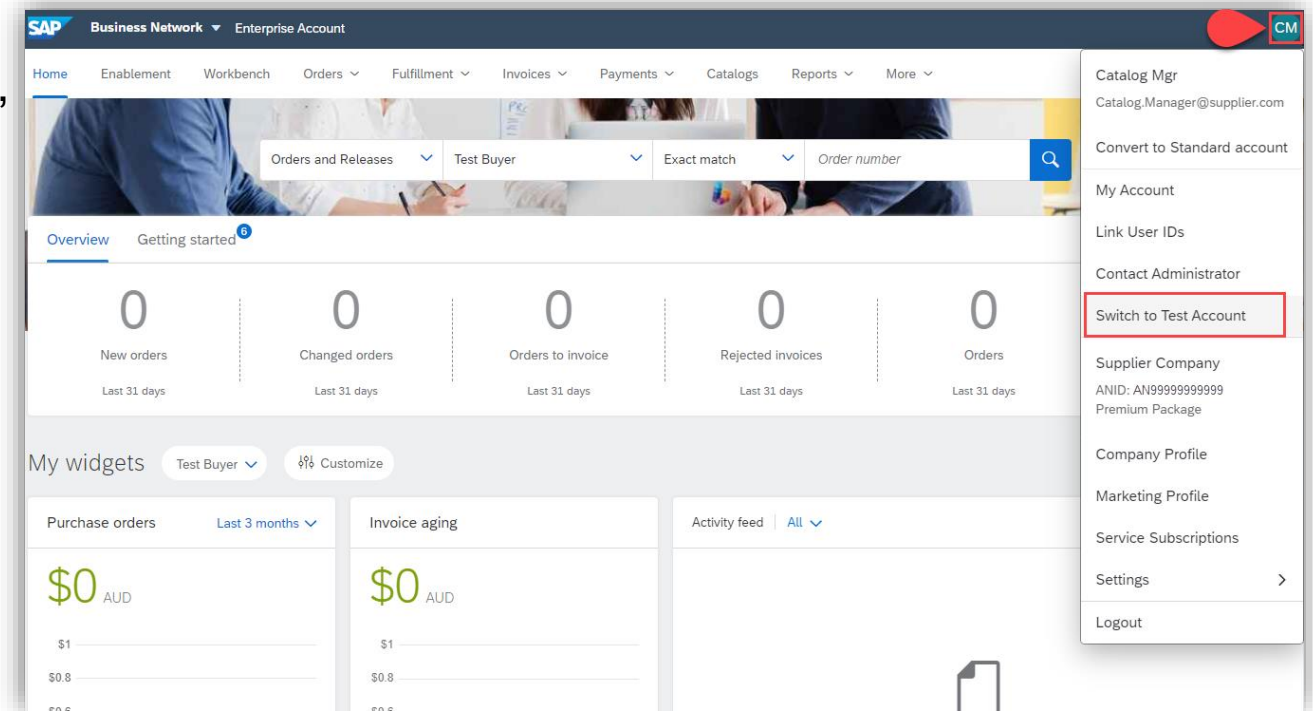 SAP Business Network Enterprise Account CM
Home Enablement Workbench Orders Fulfillment Invoices Payments Catalogs Reports More
,
Orders and Releases Test Buyer Exact match Order number
Overview Getting started 6
0 0 0 0 0
New orders Changed orders Orders to invoice Rejected invoices Orders
Last 31 days Last 31 days Last 31 days Last 31 days Last 31 days
My widgets Test Buyer Customize
Purchase orders Last 3 months Invoice aging Activity feed All
$0 AUD $0 AUD
$1 $1
$0.8 $0.8
Catalog Mgr
Catalog.Manager@supplier.com
Convert to Standard account
My Account
Link User IDs
Contact Administrator
Switch to Test Account
Supplier Company
ANID: AN99999999999
Premium Package
Company Profile
Marketing Profile
Service Subscriptions
Settings
Logout